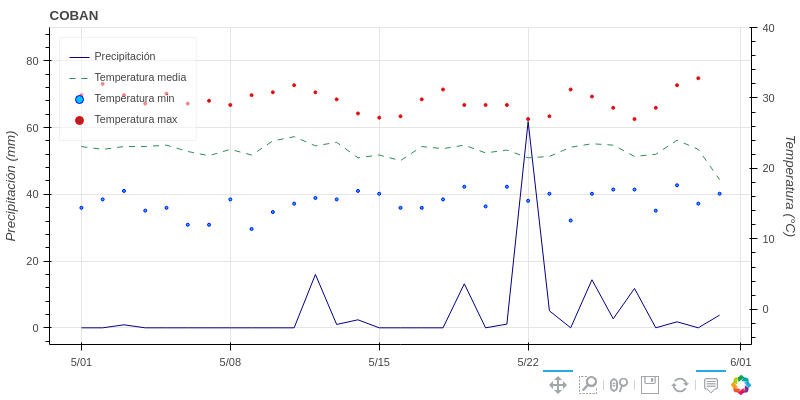 COBAN
Precipitación
Temperatura media
Temperatura min
Temperatura max
Precipitación (mm)
80
60
40
20
0
Temperatura (°C)
40
30
20
10
0
5/01 5/08 5/15 5/22 6/01